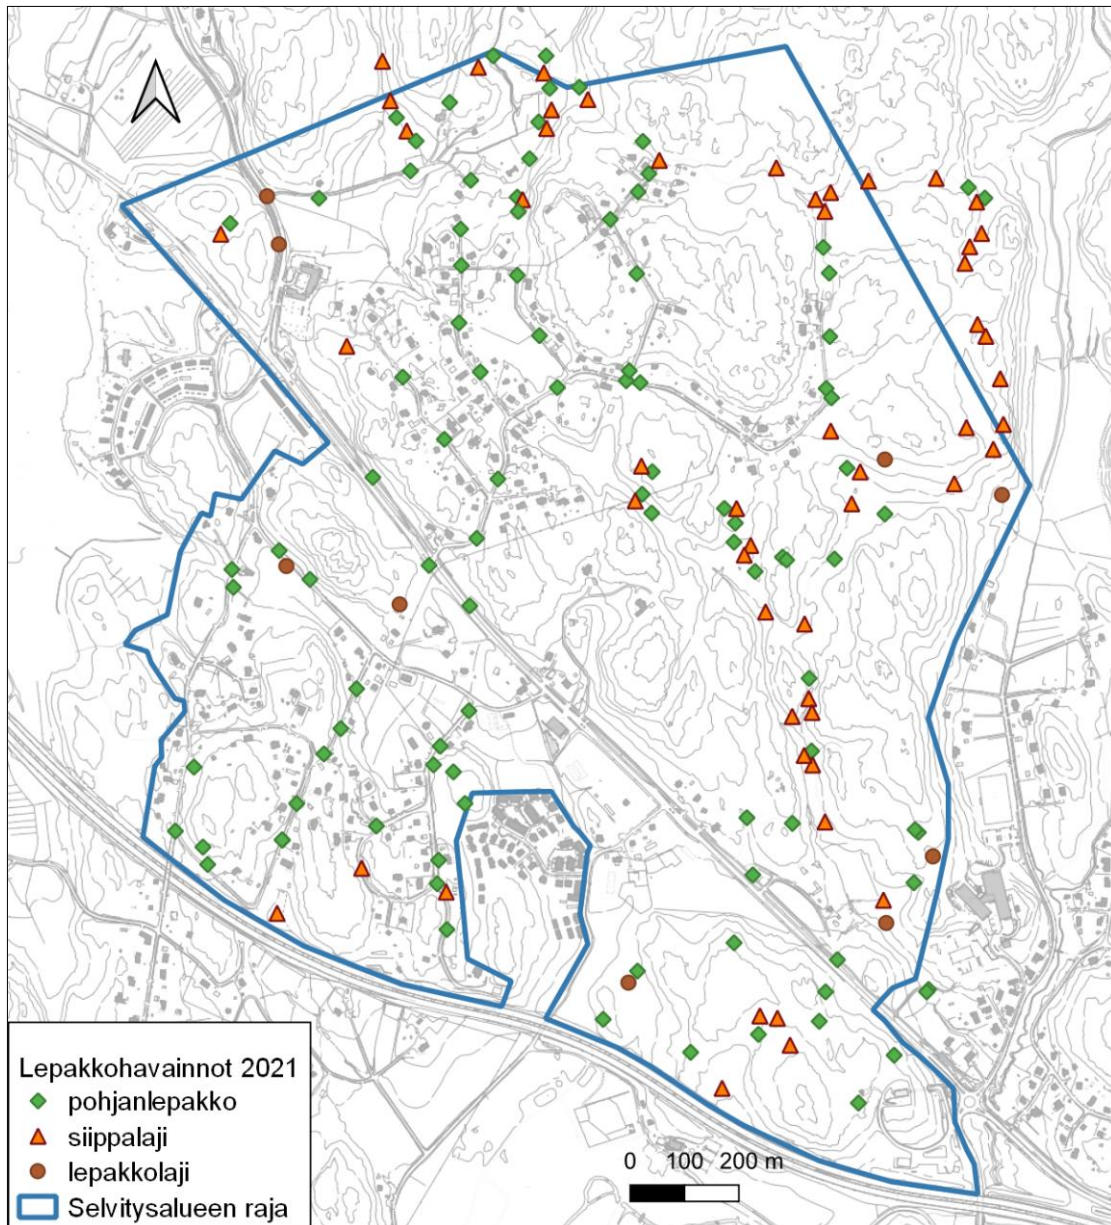 Lepakkohavainnot 2021
pohjanlepakko
siippalaji
lepakkolaji
Selvitysalueen raja
0 100 200 m